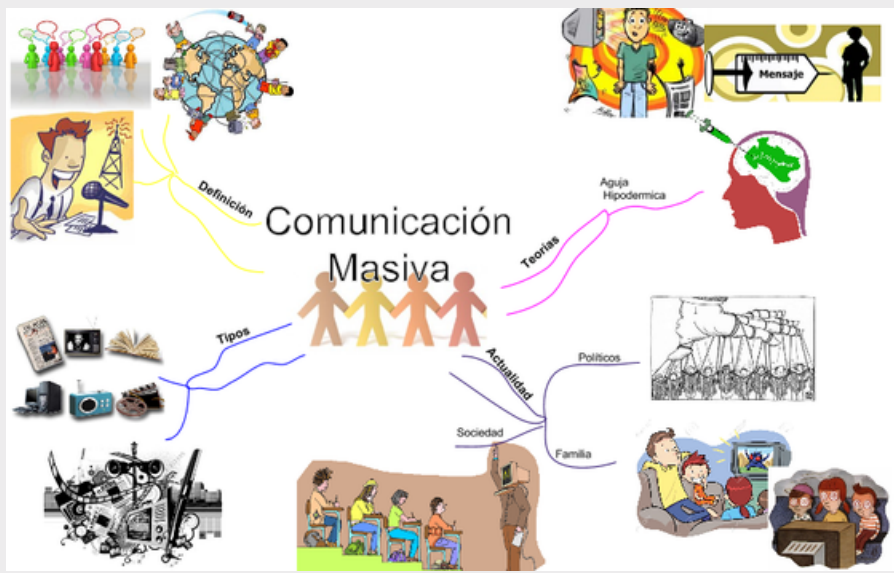 Comunicación
Masiva
Definición
Tipos
Teorías
Aguja
Hipodermica
Mensaje
Actualidad
Políticos
Sociedad
Familia